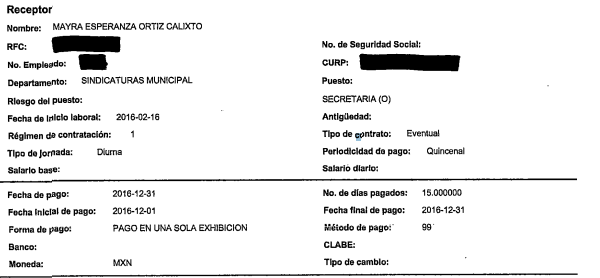 Receptor
Nombre: MAYRA ESPERANZA ORTIZ CALIXTO
RFC: No. de Seguridad Social:
No. Empleado: CURP:
Departamento: SINDICATURAS MUNICIPAL Puesto:
Riesgo del puesto: SECRETARIA (O)
Fecha de inicio laboral: 2016-02-16 Antigüedad:
Régimen de contratación: 1 Tipo de contrato: Eventual
Tipo de jornada: Diurna Periodicidad de pago: Quincenal
Salario base: Salario diario:
Fecha de pago: 2016-12-31 No. de días pagados: 15.000000
Fecha inicial de pago: 2016-12-01 Fecha final de pago: 2016-12-31
Forma de pago: PAGO EN UNA SOLA EXHIBICION Método de pago: 99
Banco: CLABE:
Moneda: MXN Tipo de cambio: